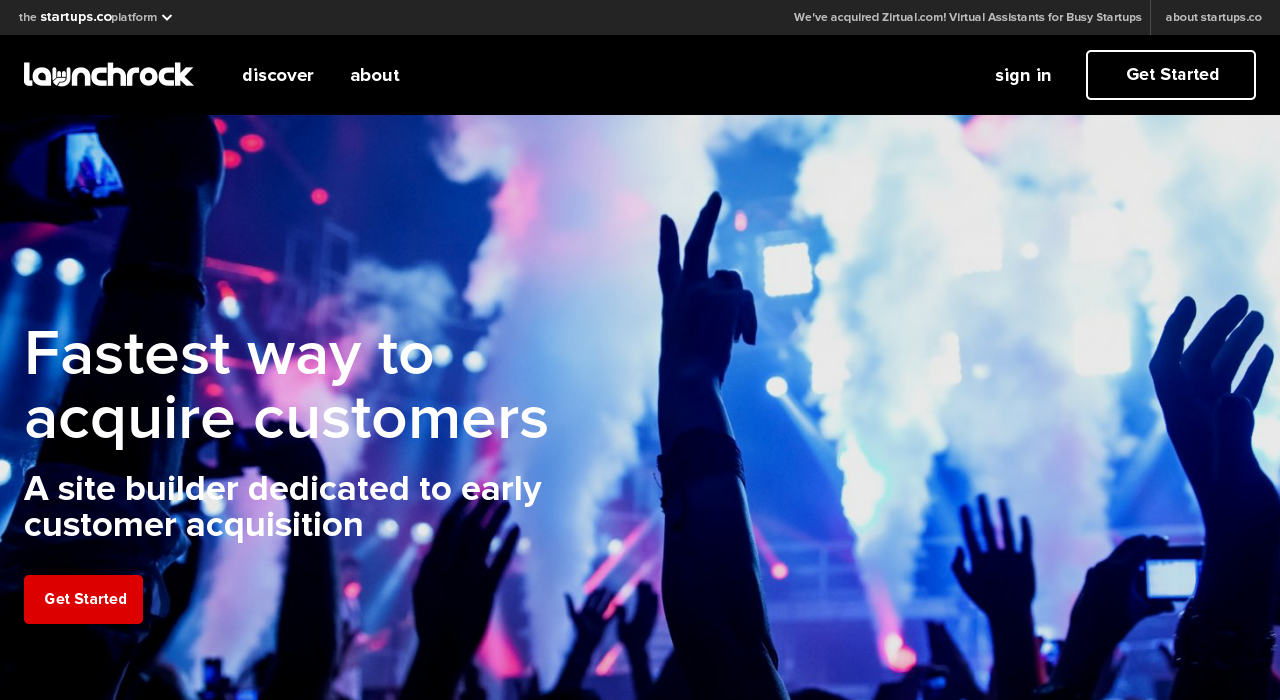 the startups.co platform
We've acquired Zirtual.com! Virtual Assistants for Busy Startups
about startups.co
launchrock
discover
about
sign in
Get Started
Fastest way to
acquire customers
A site builder dedicated to early
customer acquisition
Get Started